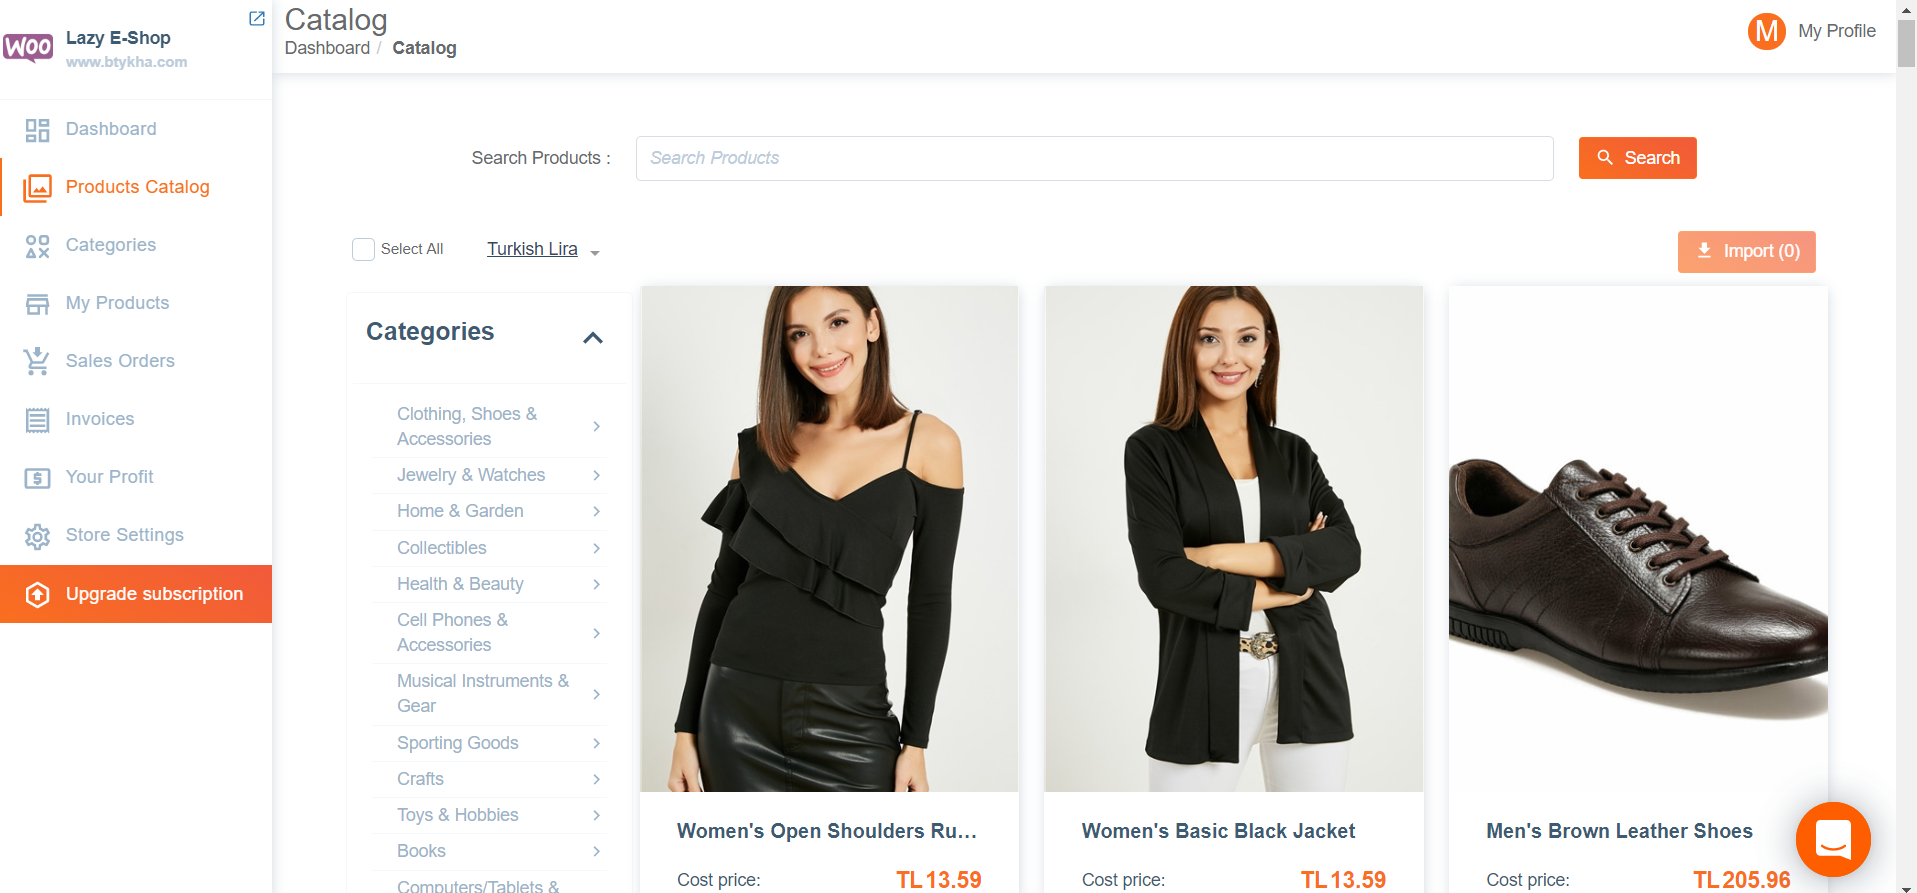 WOO
Lazy E-Shop
www.btykha.com
Dashboard
Products Catalog
Categories
My Products
Sales Orders
Invoices
Your Profit
Store Settings
Upgrade subscription
Catalog
Dashboard / Catalog
M My Profile
Search Products : Search Products Search
Select All Turkish Lira Import (0)
Categories
Clothing, Shoes &
Accessories
Jewelry & Watches
Home & Garden
Collectibles
Health & Beauty
Cell Phones &
Accessories
Musical Instruments &
Gear
Sporting Goods
Crafts
Toys & Hobbies
Books
Computers/Tablets &
Women's Open Shoulders Ru...
Cost price: TL 13.59
Women's Basic Black Jacket
Cost price: TL 13.59
Men's Brown Leather Shoes
Cost price: TL 205.96